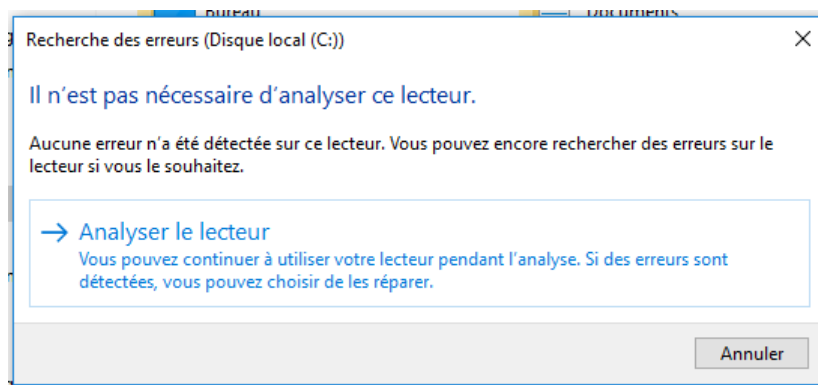 Bureau
Documents
Recherche des erreurs (Disque local (C:))
Il n’est pas nécessaire d’analyser ce lecteur.
Aucune erreur n’a été détectée sur ce lecteur. Vous pouvez encore rechercher des erreurs sur le
lecteur si vous le souhaitez.
Analyser le lecteur
Vous pouvez continuer à utiliser votre lecteur pendant l’analyse. Si des erreurs sont
détectées, vous pouvez choisir de les réparer.
Annuler